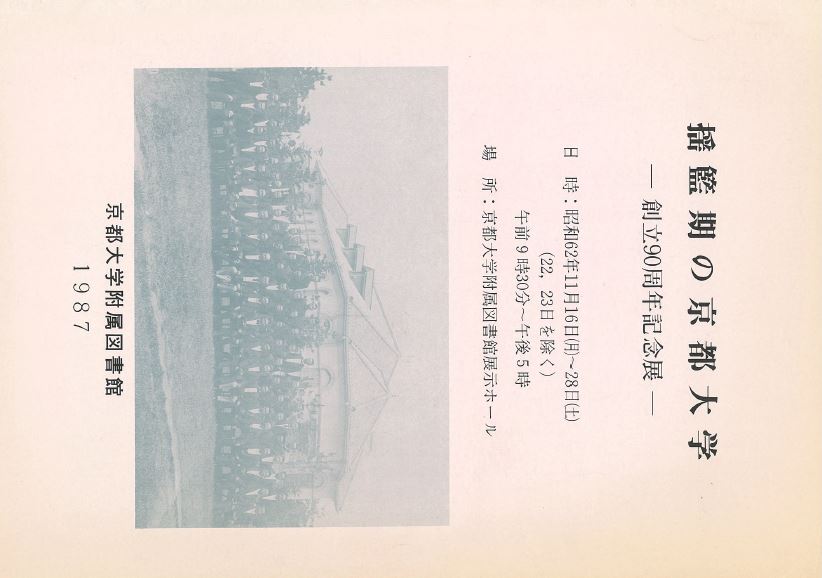 揺籃期の京都大学
― 創立90周年記念展 ―
日　時：昭和62年11月16日㈪～28日㈯
（22，23日を除く）
午前９時30分～午後５時
場　所：京都大学附属図書館展示ホール
京都大学附属図書館
1987